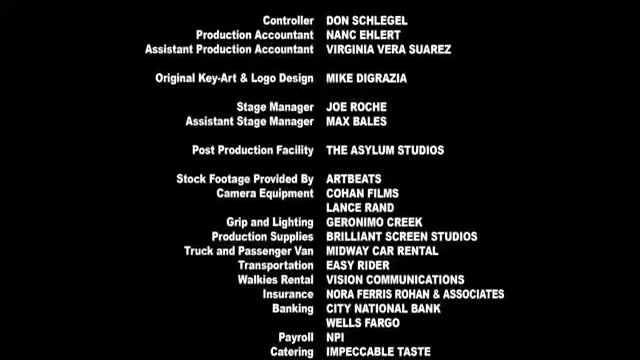 Controller DON SCHLEGEL
Production Accountant NANC EHLERT
Assistant Production Accountant VIRGINIA VERA SUAREZ
Original Key-Art & Logo Design MIKE DIGRAZIA
Stage Manager JOE ROCHE
Assistant Stage Manager MAX BALES
Post Production Facility THE ASYLUM STUDIOS
Stock Footage Provided By ARTBEATS
Camera Equipment COHAN FILMS
LANCE RAND
Grip and Lighting GERONIMO CREEK
Production Supplies BRILLIANT SCREEN STUDIOS
Truck and Passenger Van MIDWAY CAR RENTAL
Transportation EASY RIDER
Walkies Rental VISION COMMUNICATIONS
Insurance NORA FERRIS ROHAN & ASSOCIATES
Banking CITY NATIONAL BANK
WELLS FARGO
Payroll NPI
Catering IMPECCABLE TASTE